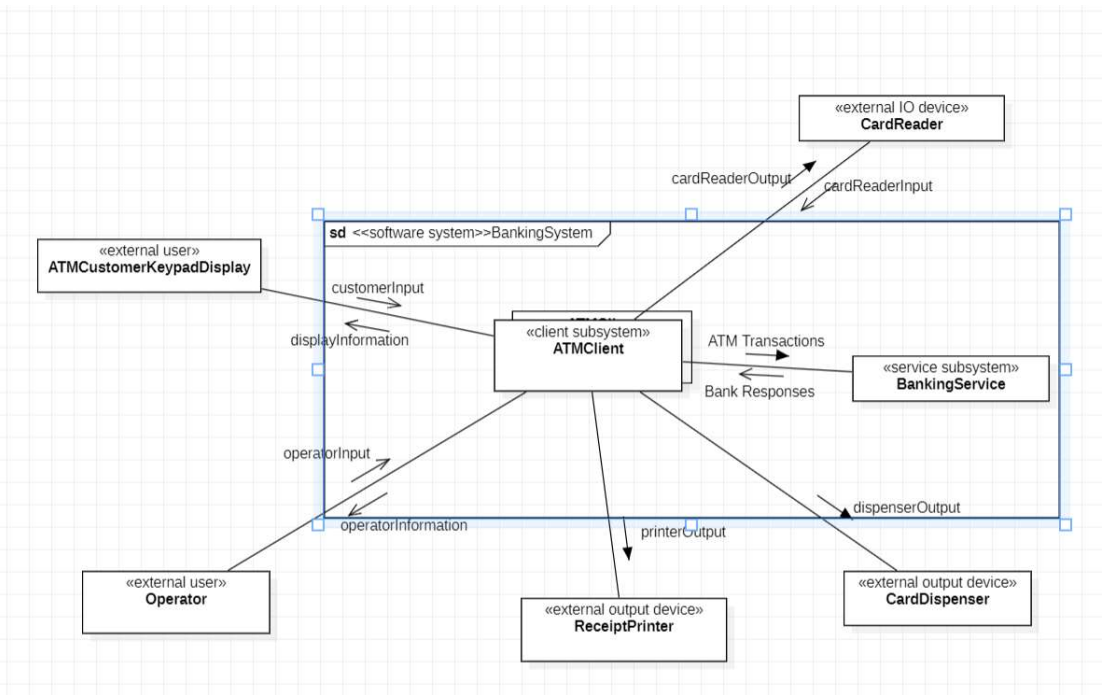 «external IO device»
CardReader
cardReaderOutput
cardReaderInput
sd <<software system>>BankingSystem
«external user»
ATMCustomerKeypadDisplay
customerInput
displayInformation
«client subsystem»
ATMClient
ATM Transactions
Bank Responses
«service subsystem»
BankingService
operatorInput
operatorInformation
printerOutput
dispenserOutput
«external user»
Operator
«external output device»
ReceiptPrinter
«external output device»
CardDispenser